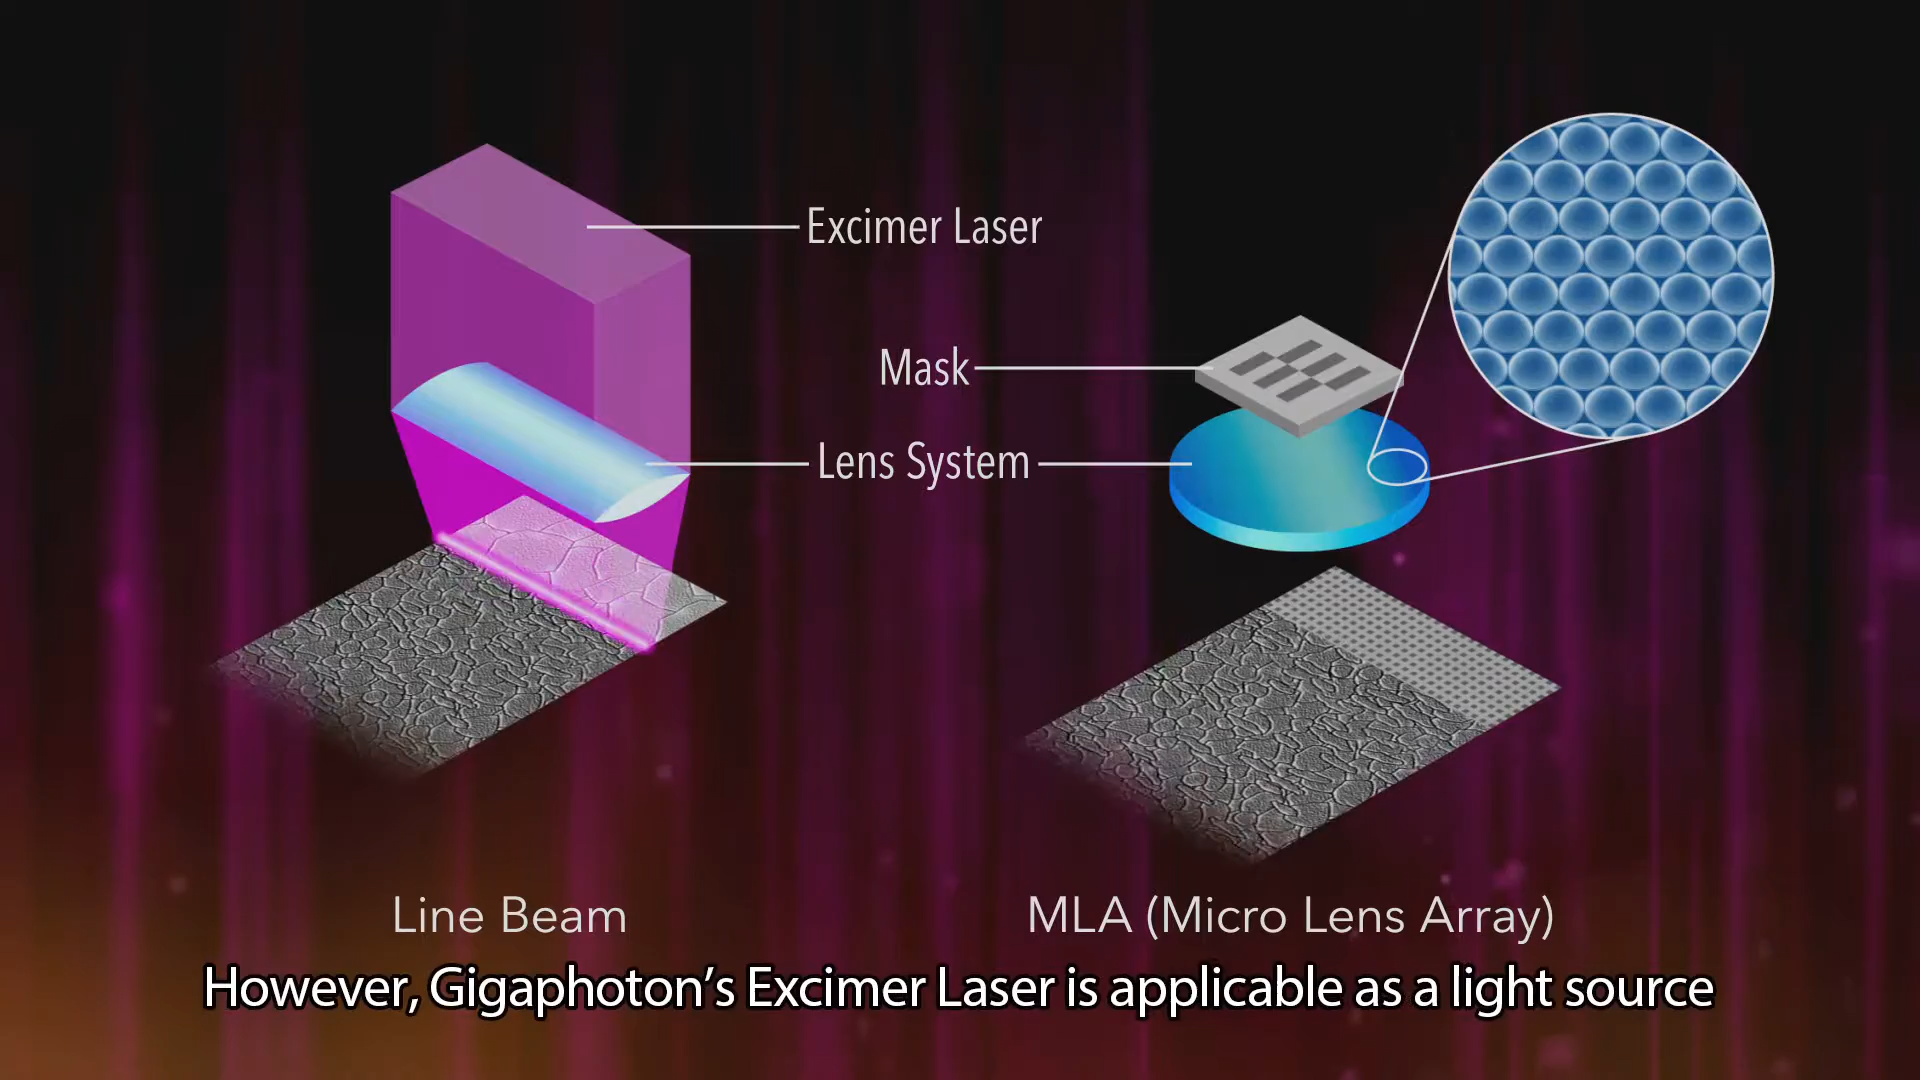 Excimer Laser
Mask
Lens System
Line Beam
MLA (Micro Lens Array)
However, Gigaphoton’s Excimer Laser is applicable as a light source